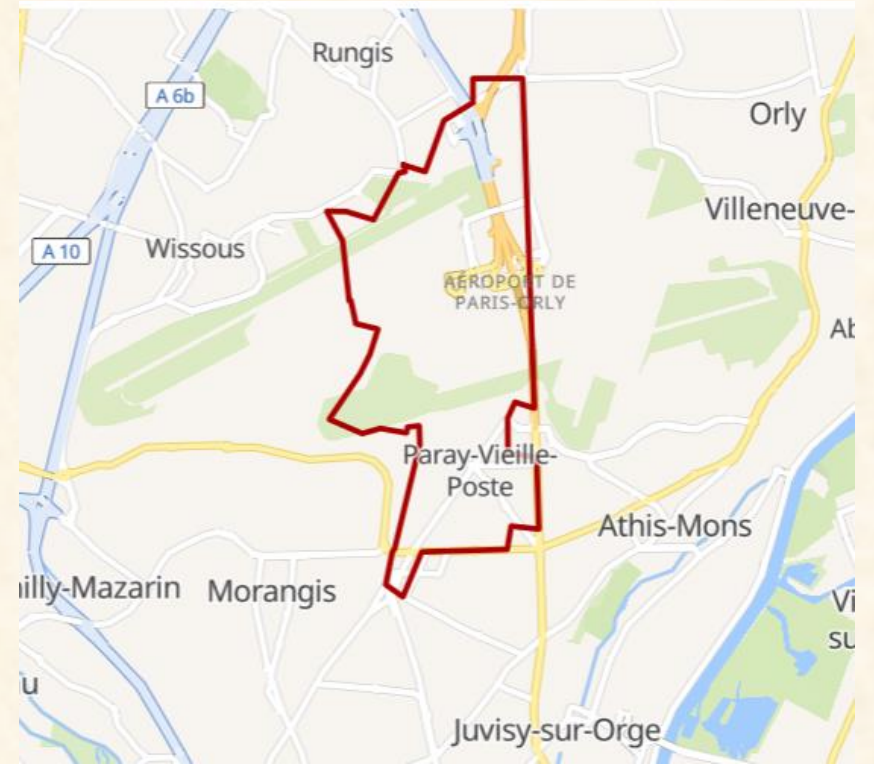 Rungis
A 6b
Orly
Villeneuve-
A 10
Wissous
AÉROPORT DE
PARIS-ORLY
Ab
Paray-Vieille-
Poste
Athis-Mons
illy-Mazarin
Morangis
Vi
su
u
Juvisy-sur-Orge